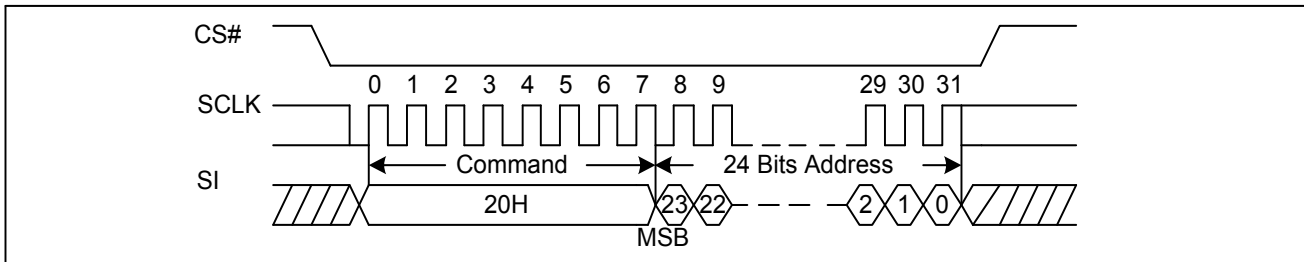 CS#
0 1 2 3 4 5 6 7 8 9 29 30 31
SCLK
Command 24 Bits Address
SI
20H 23 22 2 1 0
MSB